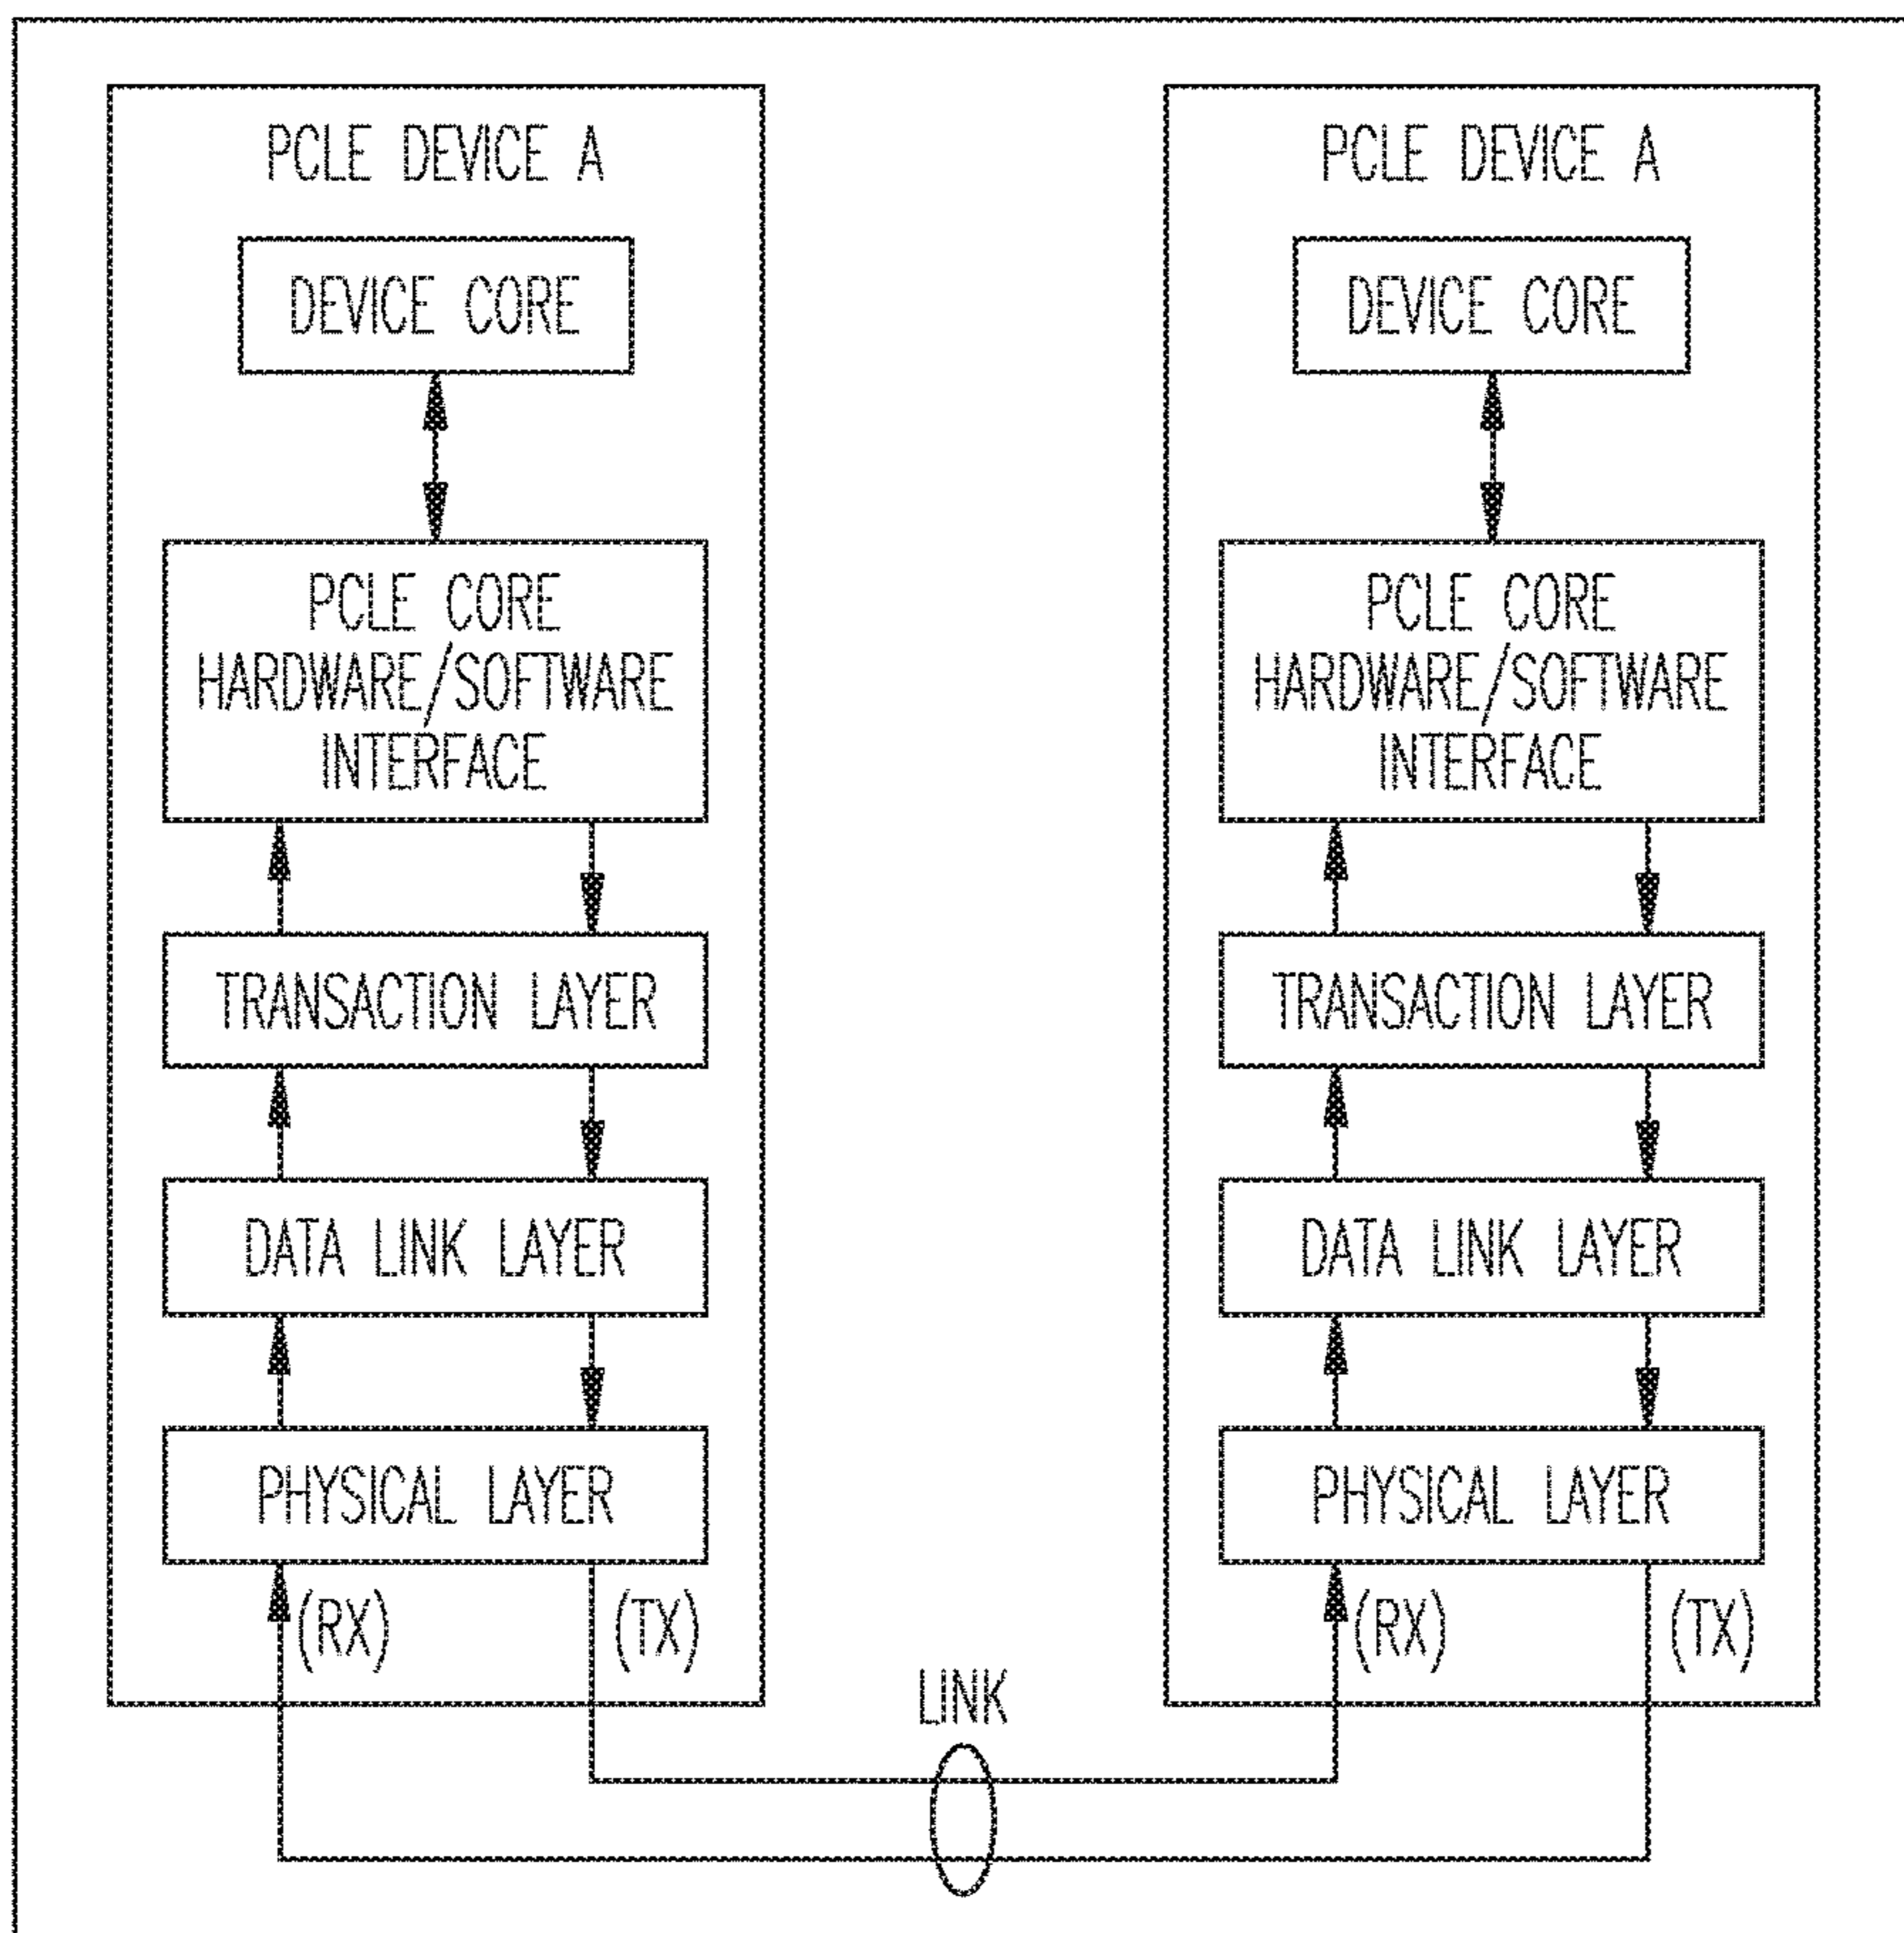 PCLE DEVICE A
DEVICE CORE
PCLE CORE
HARDWARE/SOFTWARE
INTERFACE
TRANSACTION LAYER
DATA LINK LAYER
PHYSICAL LAYER
(RX)
(TX)
PCLE DEVICE A
DEVICE CORE
PCLE CORE
HARDWARE/SOFTWARE
INTERFACE
TRANSACTION LAYER
DATA LINK LAYER
PHYSICAL LAYER
(RX)
(TX)
LINK